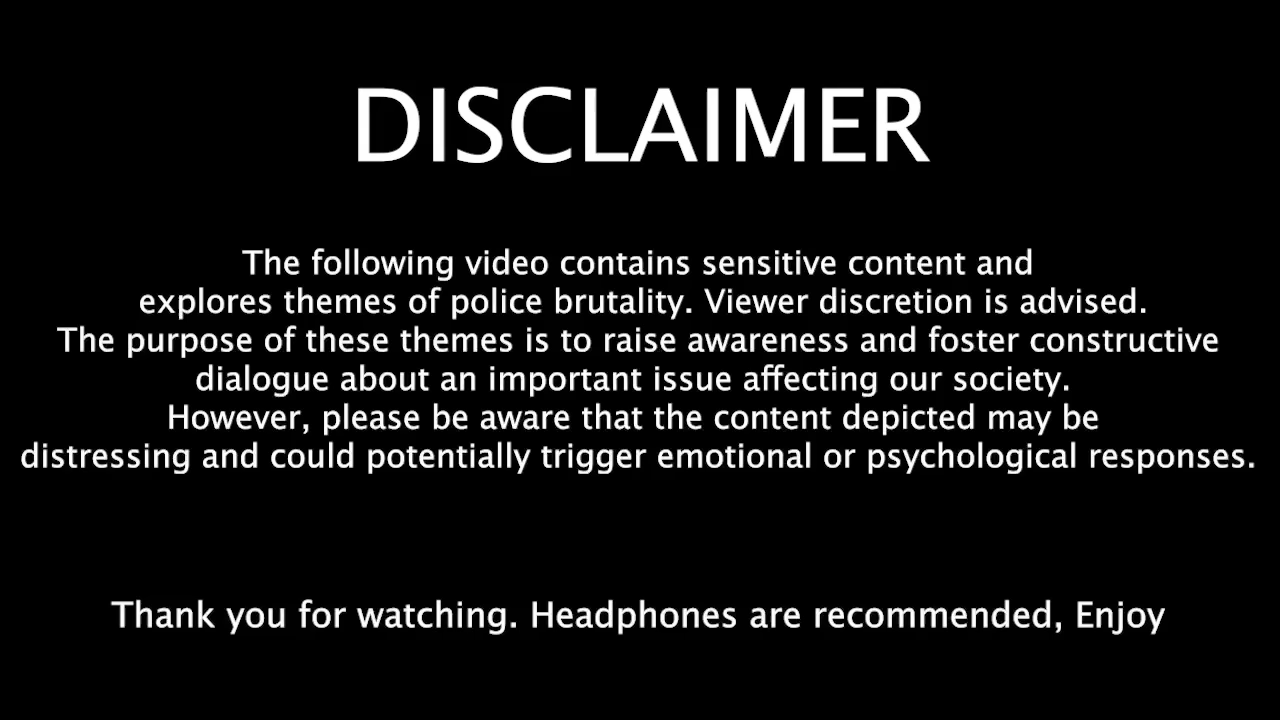 DISCLAIMER
The following video contains sensitive content and
explores themes of police brutality. Viewer discretion is advised.
The purpose of these themes is to raise awareness and foster constructive
dialogue about an important issue affecting our society.
However, please be aware that the content depicted may be
distressing and could potentially trigger emotional or psychological responses.
Thank you for watching. Headphones are recommended, Enjoy